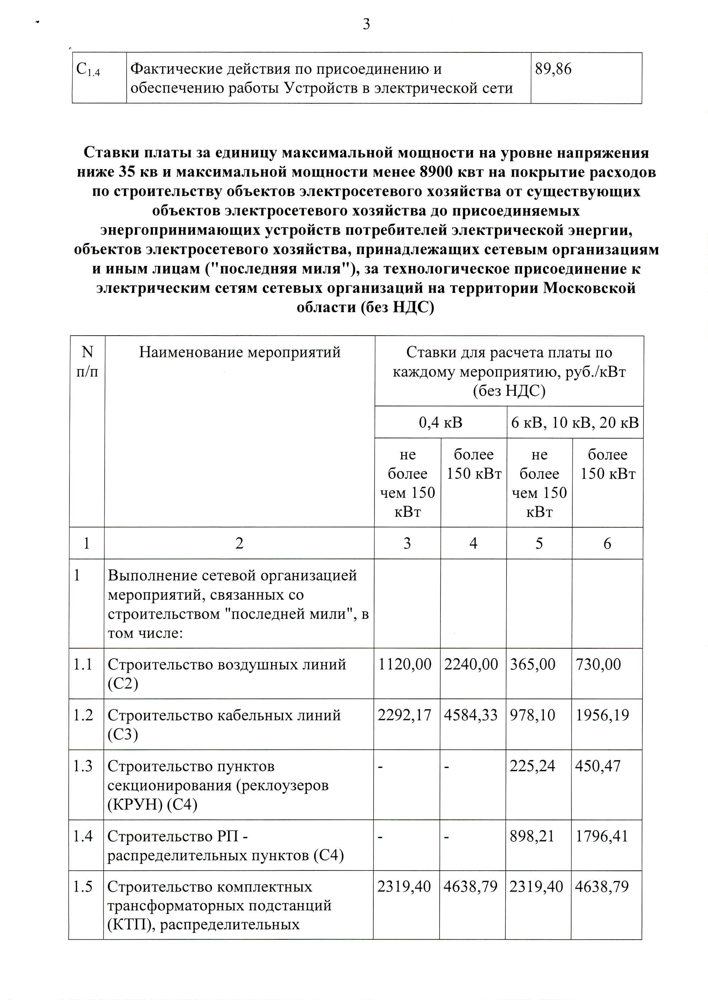 3
С1.4 Фактические действия по присоединению и 89,86
обеспечению работы Устройств в электрической сети
Ставки платы за единицу максимальной мощности на уровне напряжения
ниже 35 кв и максимальной мощности менее 8900 квт на покрытие расходов
по строительству объектов электросетевого хозяйства от существующих
объектов электросетевого хозяйства до присоединяемых
энергопринимающих устройств потребителей электрической энергии,
объектов электросетевого хозяйства, принадлежащих сетевым организациям
и иным лицам ("последняя миля"), за технологическое присоединение к
электрическим сетям сетевых организаций на территории Московской
области (без НДС)
N
п/п
Наименование мероприятий
Ставки для расчета платы по
каждому мероприятию, руб./кВт
(без НДС)
0,4 кВ
6 кВ, 10 кВ, 20 кВ
не
более
чем 150
кВт
более
150 кВт
не
более
чем 150
кВт
более
150 кВт
1 2 3 4 5 6
1 Выполнение сетевой организацией
мероприятий, связанных со
строительством "последней мили", в
том числе:
1.1 Строительство воздушных линий 1120,00 2240,00 365,00 730,00
(С2)
1.2 Строительство кабельных линий 2292,17 4584,33 978,10 1956,19
(С3)
1.3 Строительство пунктов - - 225,24 450,47
секционирования (реклоузеров
(КРУН) (С4)
1.4 Строительство РП - - - 898,21 1796,41
распределительных пунктов (С4)
1.5 Строительство комплектных 2319,40 4638,79 2319,40 4638,79
трансформаторных подстанций
(КТП), распределительных